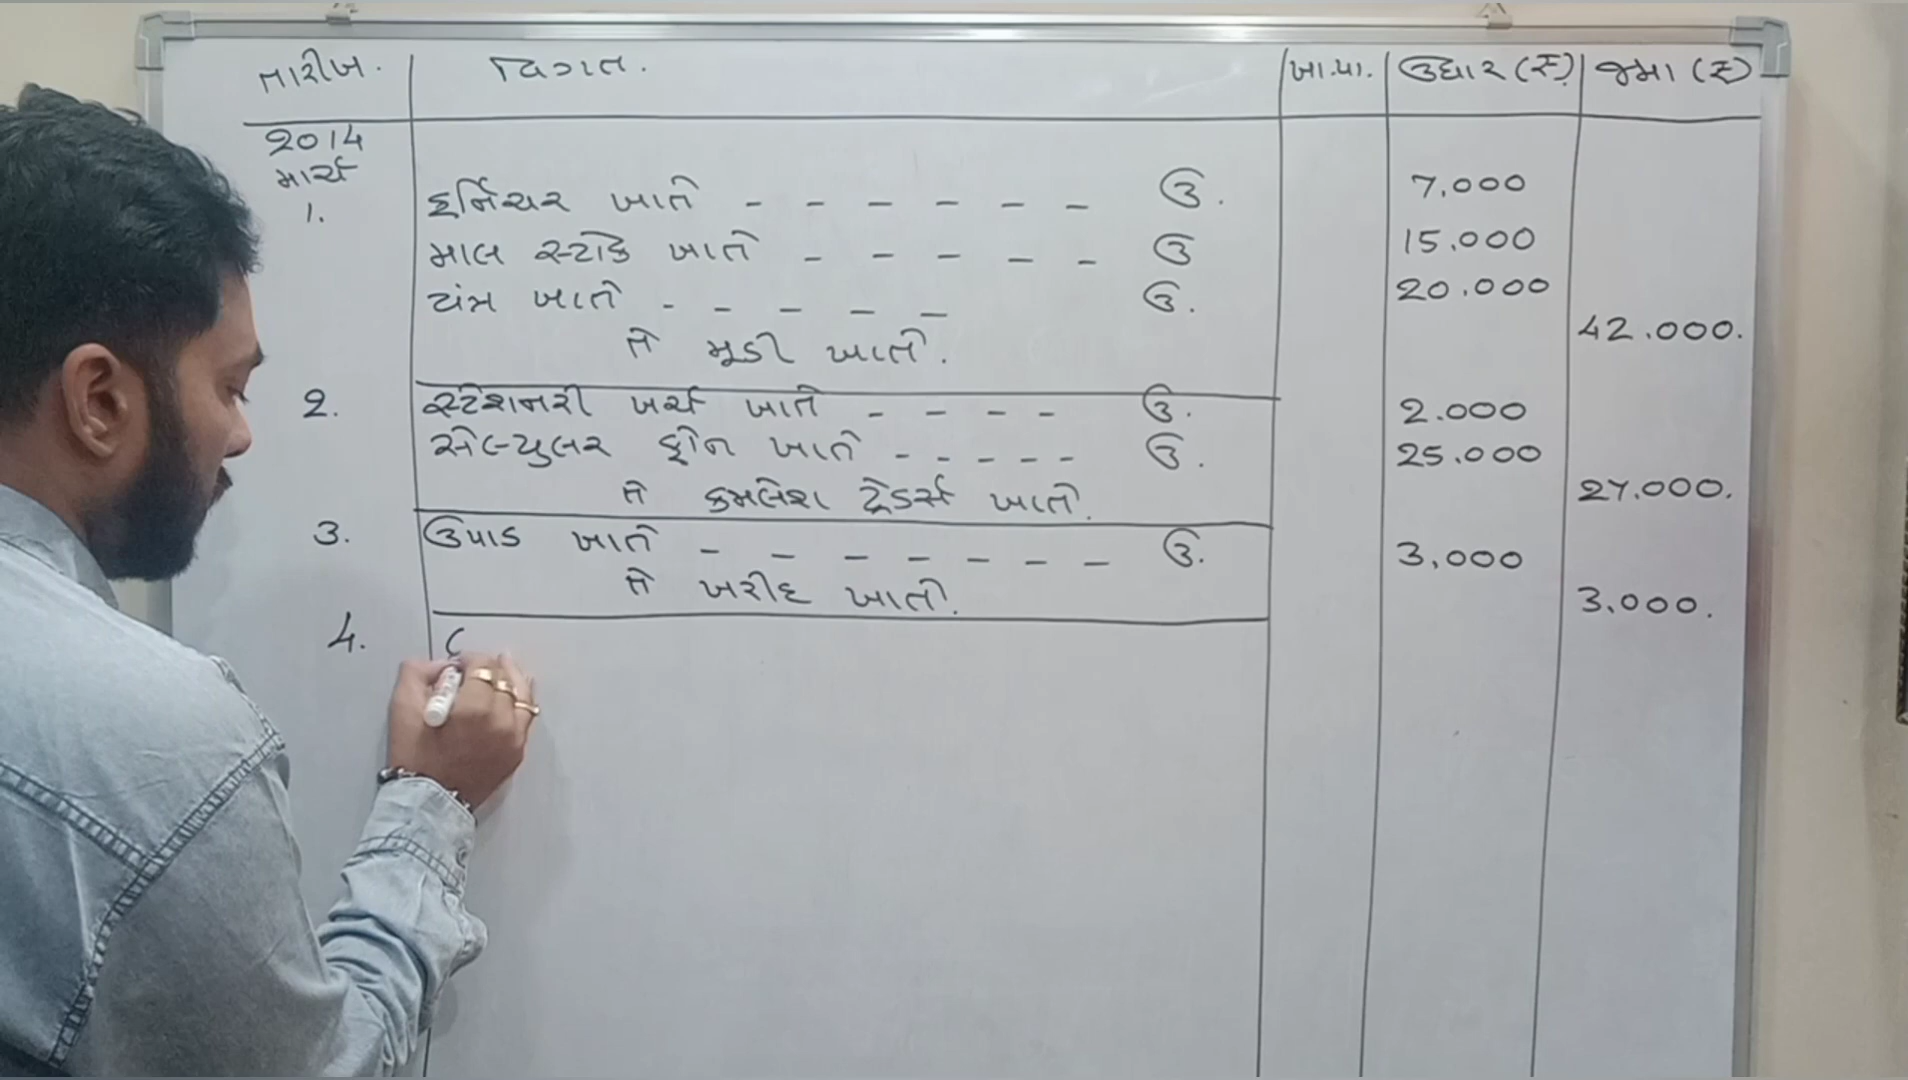 તારીખ. વિગત. ખા.પા. ઉધાર (₹) જમા (₹)
2014
માર્ચ
1. ફર્નિચર ખાતે - - - - - - ઉ. 7,000
માલ સ્ટોક ખાતે - - - - - ઉ 15.000
યંત્ર ખાતે - - - - - ઉ. 20.000
તે મૂડી ખાતે. 42.000.
2. સ્ટેશનરી ખર્ચ ખાતે - - - - ઉ. 2.000
સેલ્યુલર ફોન ખાતે - - - - - ઉ. 25.000
તે કમલેશ ટ્રેડર્સ ખાતે. 27.000.
3. ઉપાડ ખાતે - - - - - - - ઉ. 3,000
તે ખરીદ ખાતે. 3.000.
4.